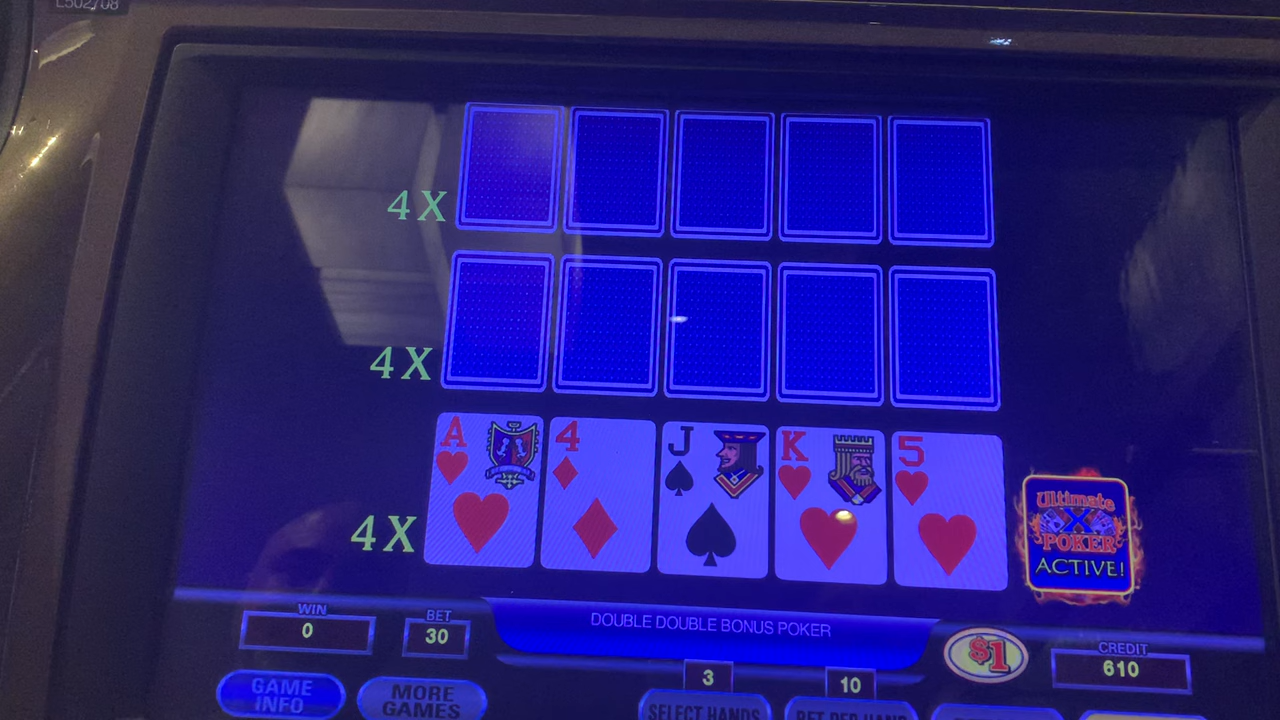 L502708
4X
4X
4X
A
4
J
K
5
Ultimate
X
POKER
ACTIVE!
WIN
0
BET
30
DOUBLE DOUBLE BONUS POKER
$1
CREDIT
610
GAME
INFO
MORE
GAMES
3
SELECT HANDS
10
BET PER HAND